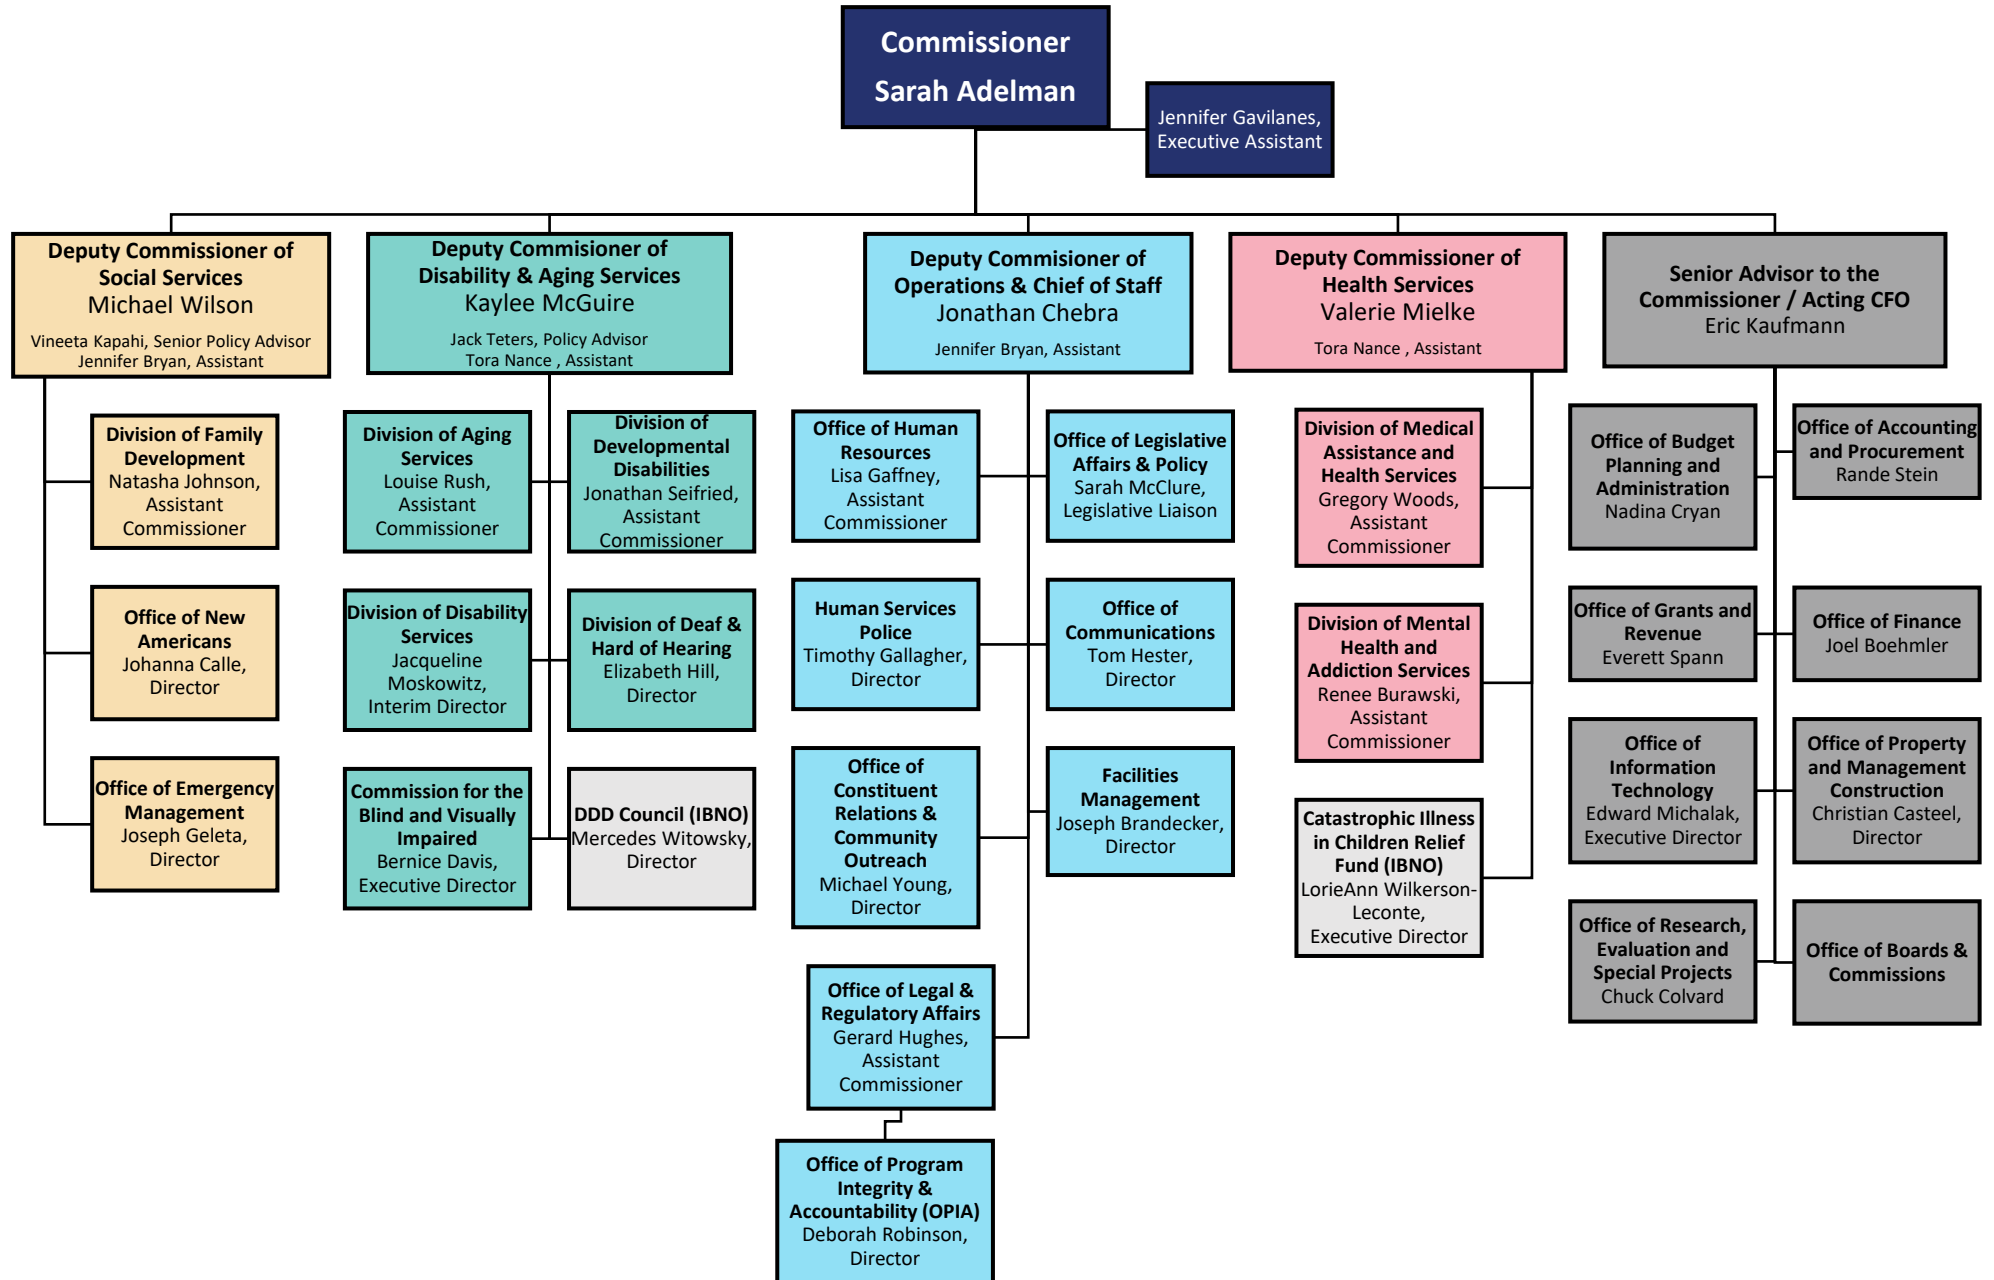 Commissioner
Sarah Adelman
Jennifer Gavilanes,
Executive Assistant
Deputy Commissioner of
Social Services
Michael Wilson
Vineeta Kapahi, Senior Policy Advisor
Jennifer Bryan, Assistant
Deputy Commisioner of
Disability & Aging Services
Kaylee McGuire
Jack Teters, Policy Advisor
Tora Nance , Assistant
Deputy Commisioner of
Operations & Chief of Staff
Jonathan Chebra
Jennifer Bryan, Assistant
Deputy Commissioner of
Health Services
Valerie Mielke
Tora Nance , Assistant
Senior Advisor to the
Commissioner / Acting CFO
Eric Kaufmann
Division of Family
Development
Natasha Johnson,
Assistant
Commissioner
Office of New
Americans
Johanna Calle,
Director
Office of Emergency
Management
Joseph Geleta,
Director
Division of Aging
Services
Louise Rush,
Assistant
Commissioner
Division of
Developmental
Disabilities
Jonathan Seifried,
Assistant
Commissioner
Division of Disability
Services
Jacqueline
Moskowitz,
Interim Director
Division of Deaf &
Hard of Hearing
Elizabeth Hill,
Director
Commission for the
Blind and Visually
Impaired
Bernice Davis,
Executive Director
DDD Council (IBNO)
Mercedes Witowsky,
Director
Office of Human
Resources
Lisa Gaffney,
Assistant
Commissioner
Office of Legislative
Affairs & Policy
Sarah McClure,
Legislative Liaison
Human Services
Police
Timothy Gallagher,
Director
Office of
Communications
Tom Hester,
Director
Office of
Constituent
Relations &
Community
Outreach
Michael Young,
Director
Facilities
Management
Joseph Brandecker,
Director
Office of Legal &
Regulatory Affairs
Gerard Hughes,
Assistant
Commissioner
Office of Program
Integrity &
Accountability (OPIA)
Deborah Robinson,
Director
Division of Medical
Assistance and
Health Services
Gregory Woods,
Assistant
Commissioner
Division of Mental
Health and
Addiction Services
Renee Burawski,
Assistant
Commissioner
Catastrophic Illness
in Children Relief
Fund (IBNO)
LorieAnn Wilkerson-
Leconte,
Executive Director
Office of Budget
Planning and
Administration
Nadina Cryan
Office of Accounting
and Procurement
Rande Stein
Office of Grants and
Revenue
Everett Spann
Office of Finance
Joel Boehmler
Office of
Information
Technology
Edward Michalak,
Executive Director
Office of Property
and Management
Construction
Christian Casteel,
Director
Office of Research,
Evaluation and
Special Projects
Chuck Colvard
Office of Boards &
Commissions